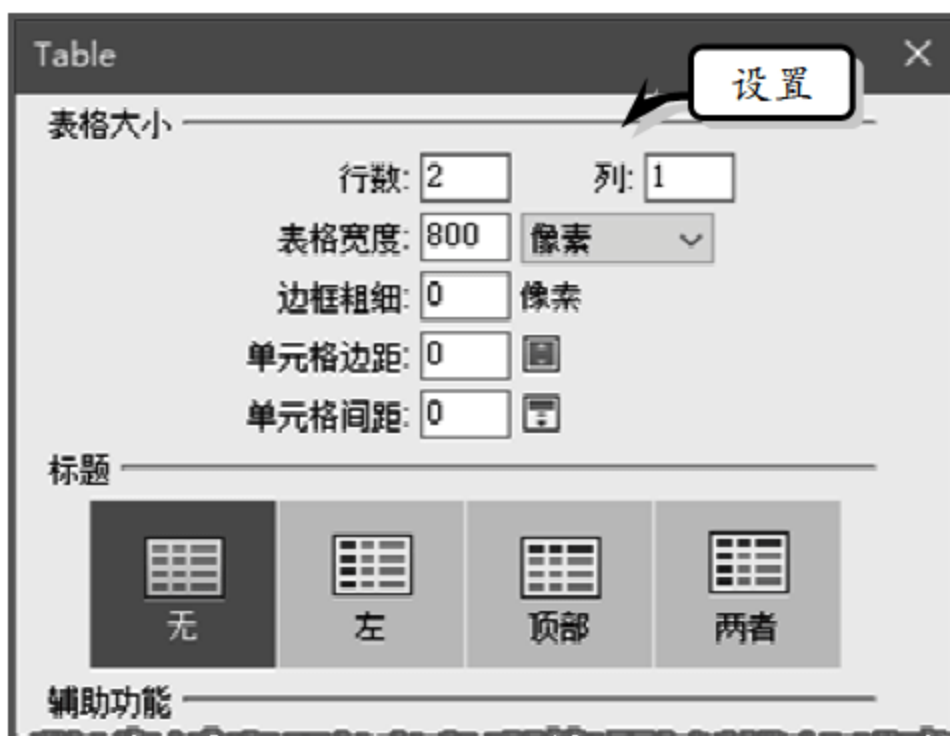 Table
设置
表格大小
行数: 2 列: 1
表格宽度: 800 像素
边框粗细: 0 像素
单元格边距: 0
单元格间距: 0
标题
无 左 顶部 两者
辅助功能